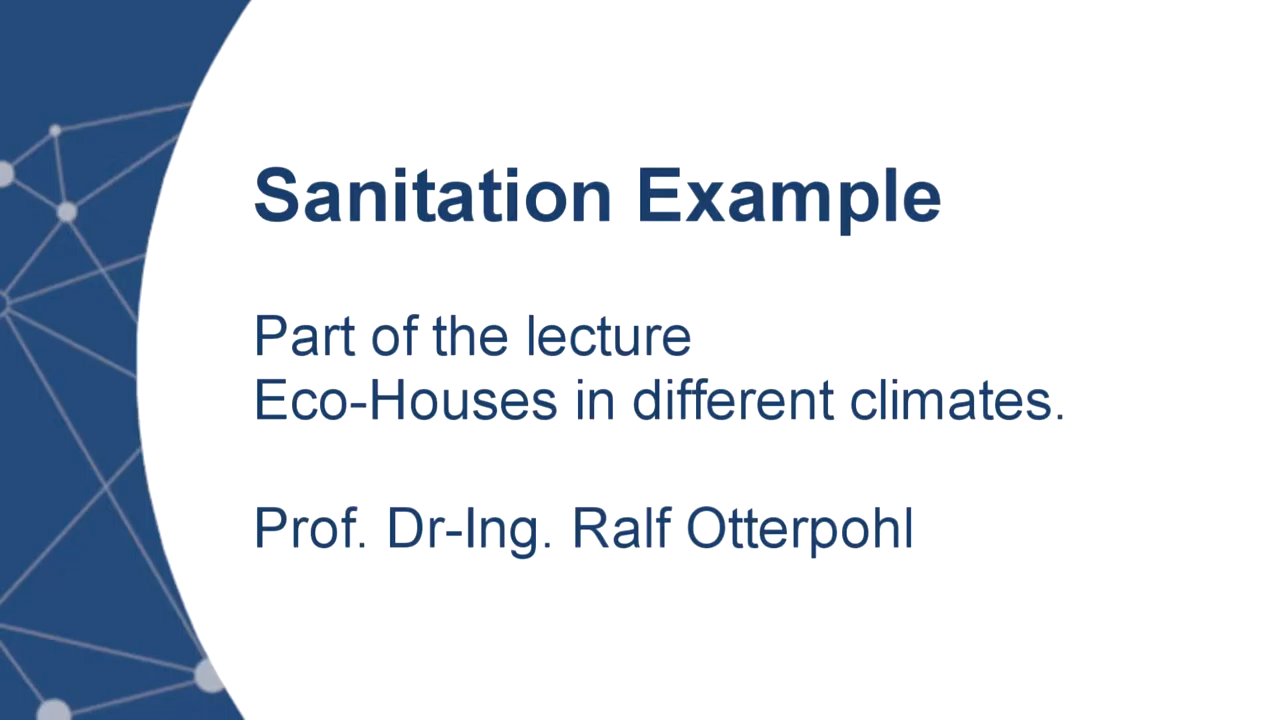 Sanitation Example
Part of the lecture
Eco-Houses in different climates.
Prof. Dr-Ing. Ralf Otterpohl